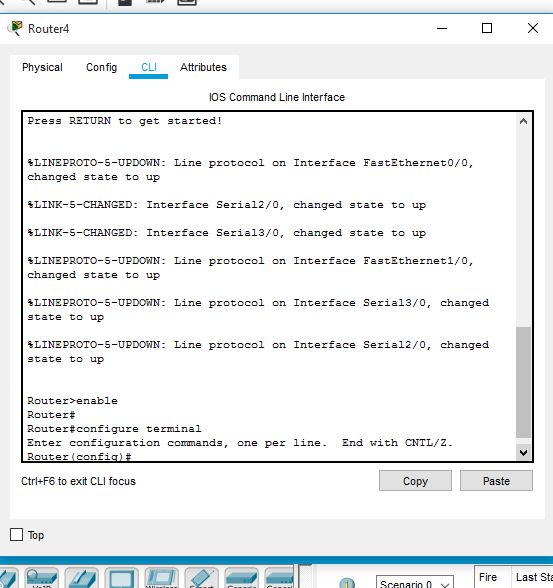 Router4
Physical Config CLI Attributes
IOS Command Line Interface
Press RETURN to get started!
%LINEPROTO-5-UPDOWN: Line protocol on Interface FastEthernet0/0,
changed state to up
%LINK-5-CHANGED: Interface Serial2/0, changed state to up
%LINK-5-CHANGED: Interface Serial3/0, changed state to up
%LINEPROTO-5-UPDOWN: Line protocol on Interface FastEthernet1/0,
changed state to up
%LINEPROTO-5-UPDOWN: Line protocol on Interface Serial3/0, changed
state to up
%LINEPROTO-5-UPDOWN: Line protocol on Interface Serial2/0, changed
state to up
Router>enable
Router#
Router#configure terminal
Enter configuration commands, one per line.  End with CNTL/Z.
Router(config)#
Ctrl+F6 to exit CLI focus
Copy Paste
Top
Scenario 0
Fire Last Sta